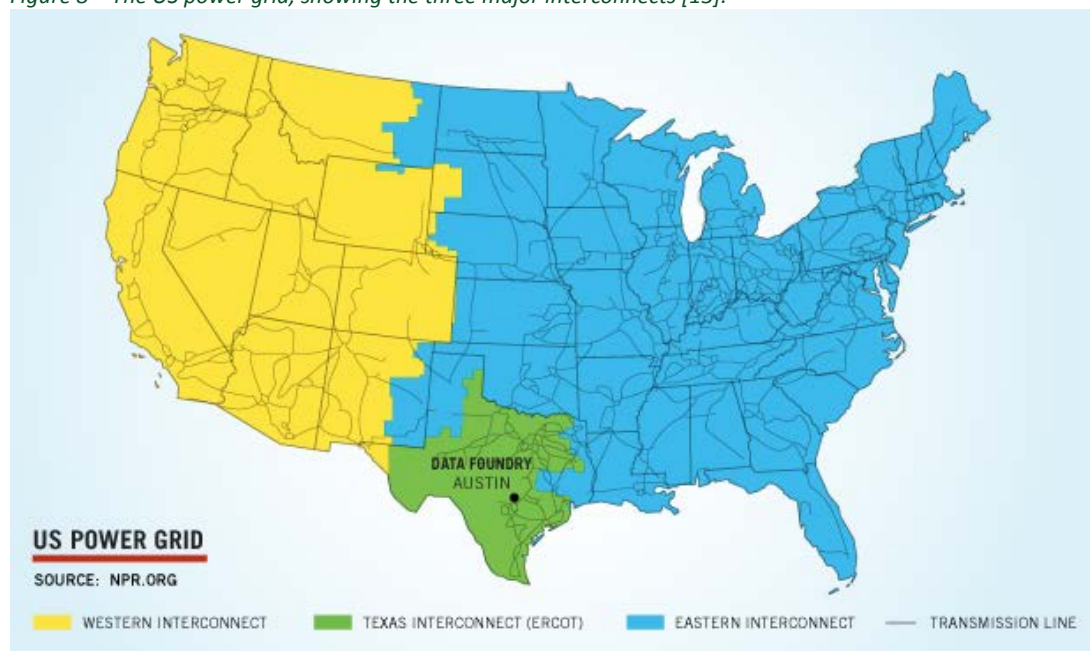 Figure 8 – The US power grid, showing the three major interconnects [15].
DATA FOUNDRY
AUSTIN
US POWER GRID
SOURCE: NPR.ORG
WESTERN INTERCONNECT
TEXAS INTERCONNECT (ERCOT)
EASTERN INTERCONNECT
TRANSMISSION LINE